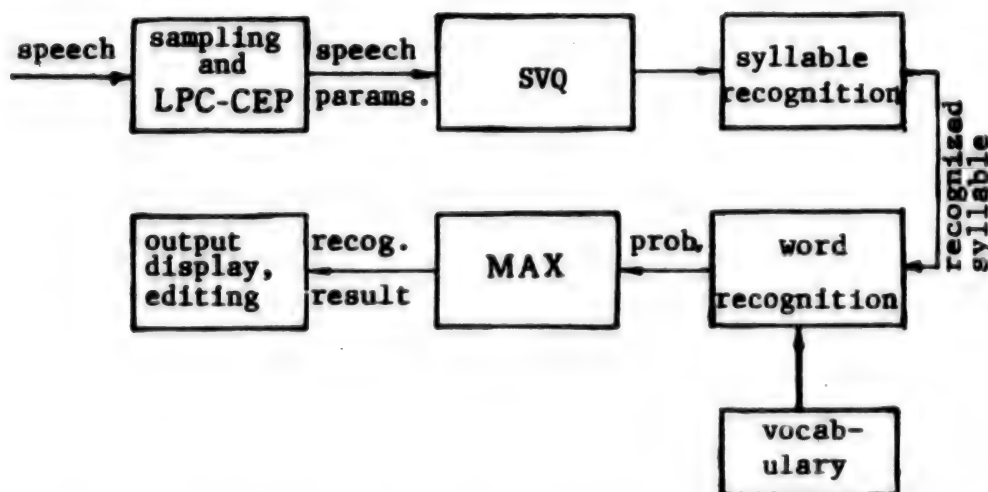 speech
sampling
and
LPC-CEP
speech
params.
SVQ
syllable
recognition
recognized
syllable
word
recognition
vocab-
ulary
prob.
MAX
recog.
result
output
display,
editing